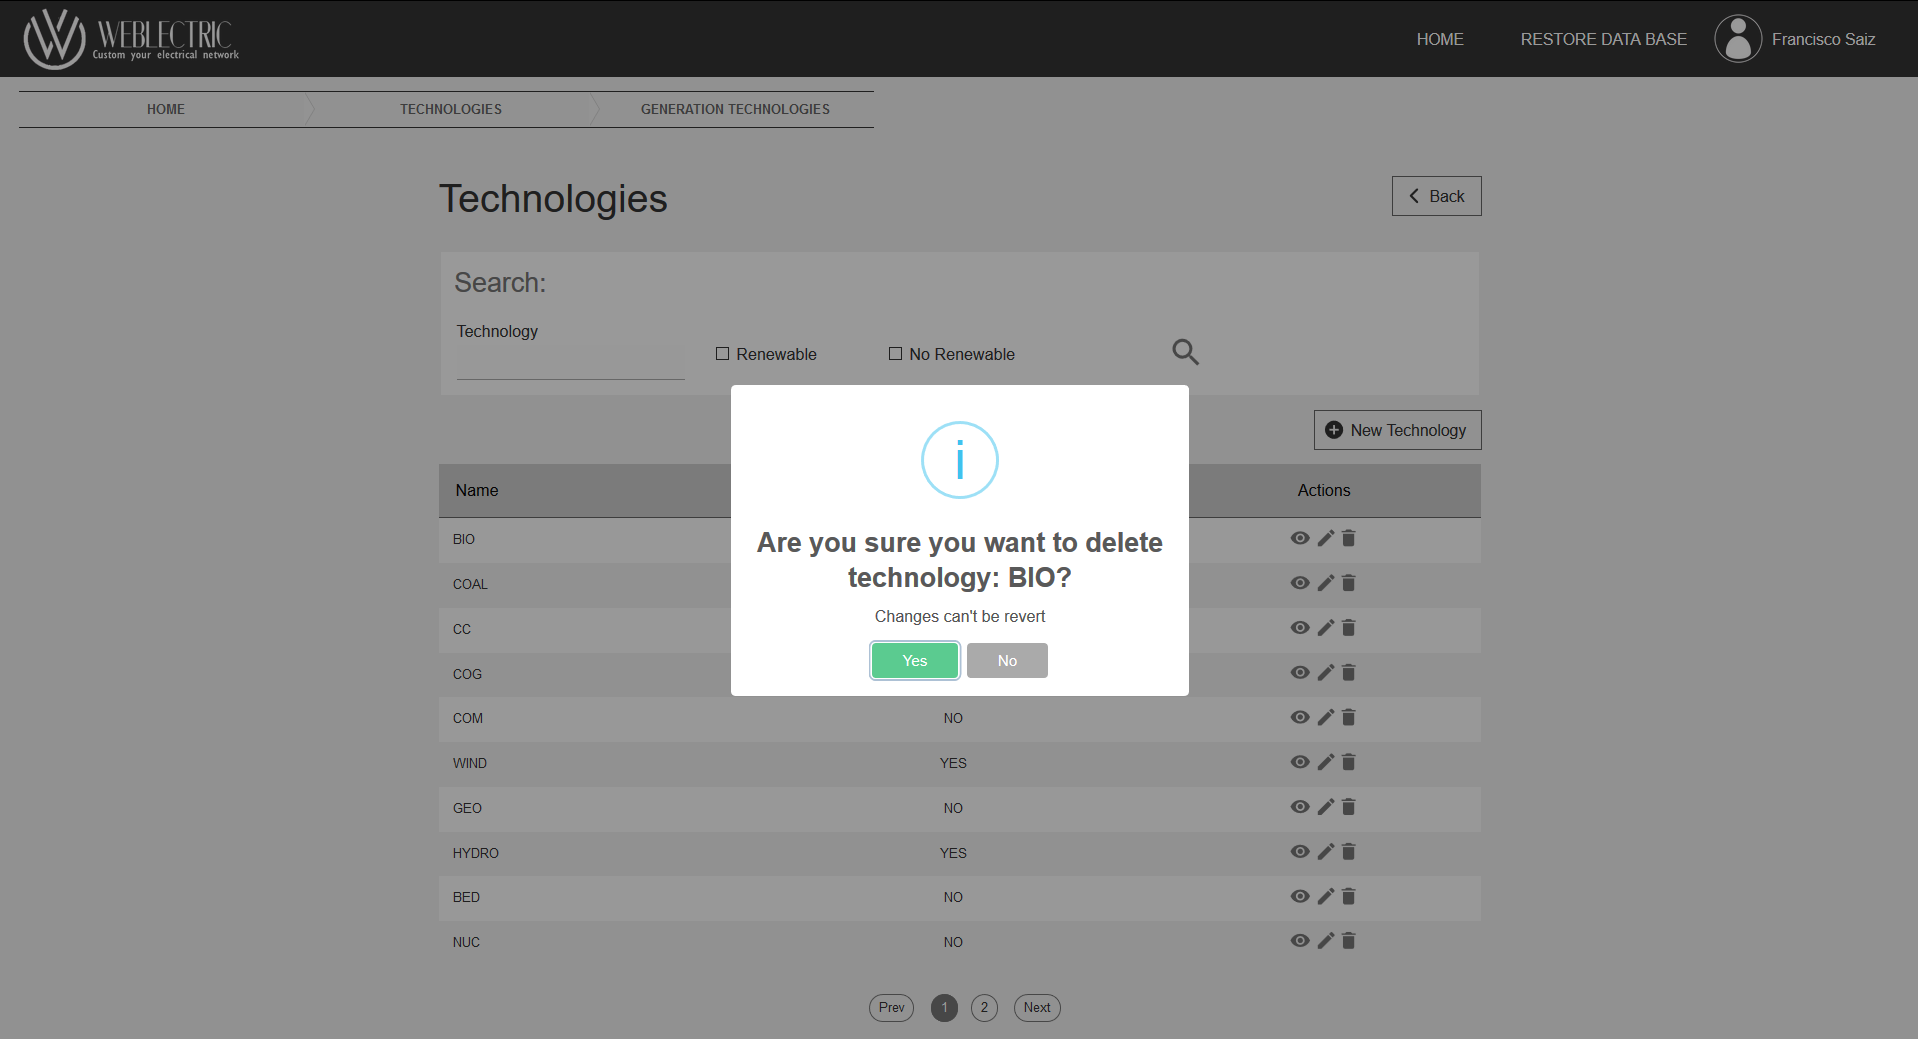 WEBLECTRIC
Custom your electrical network
HOME
RESTORE DATA BASE
Francisco Saiz
HOME
TECHNOLOGIES
GENERATION TECHNOLOGIES
Technologies
Back
Search:
Technology
Renewable
No Renewable
New Technology
Name
Actions
i
Are you sure you want to delete
technology: BIO?
Changes can't be revert
Yes
No
BIO
COAL
CC
COG
COM NO
WIND YES
GEO NO
HYDRO YES
BED NO
NUC NO
Prev 1 2 Next